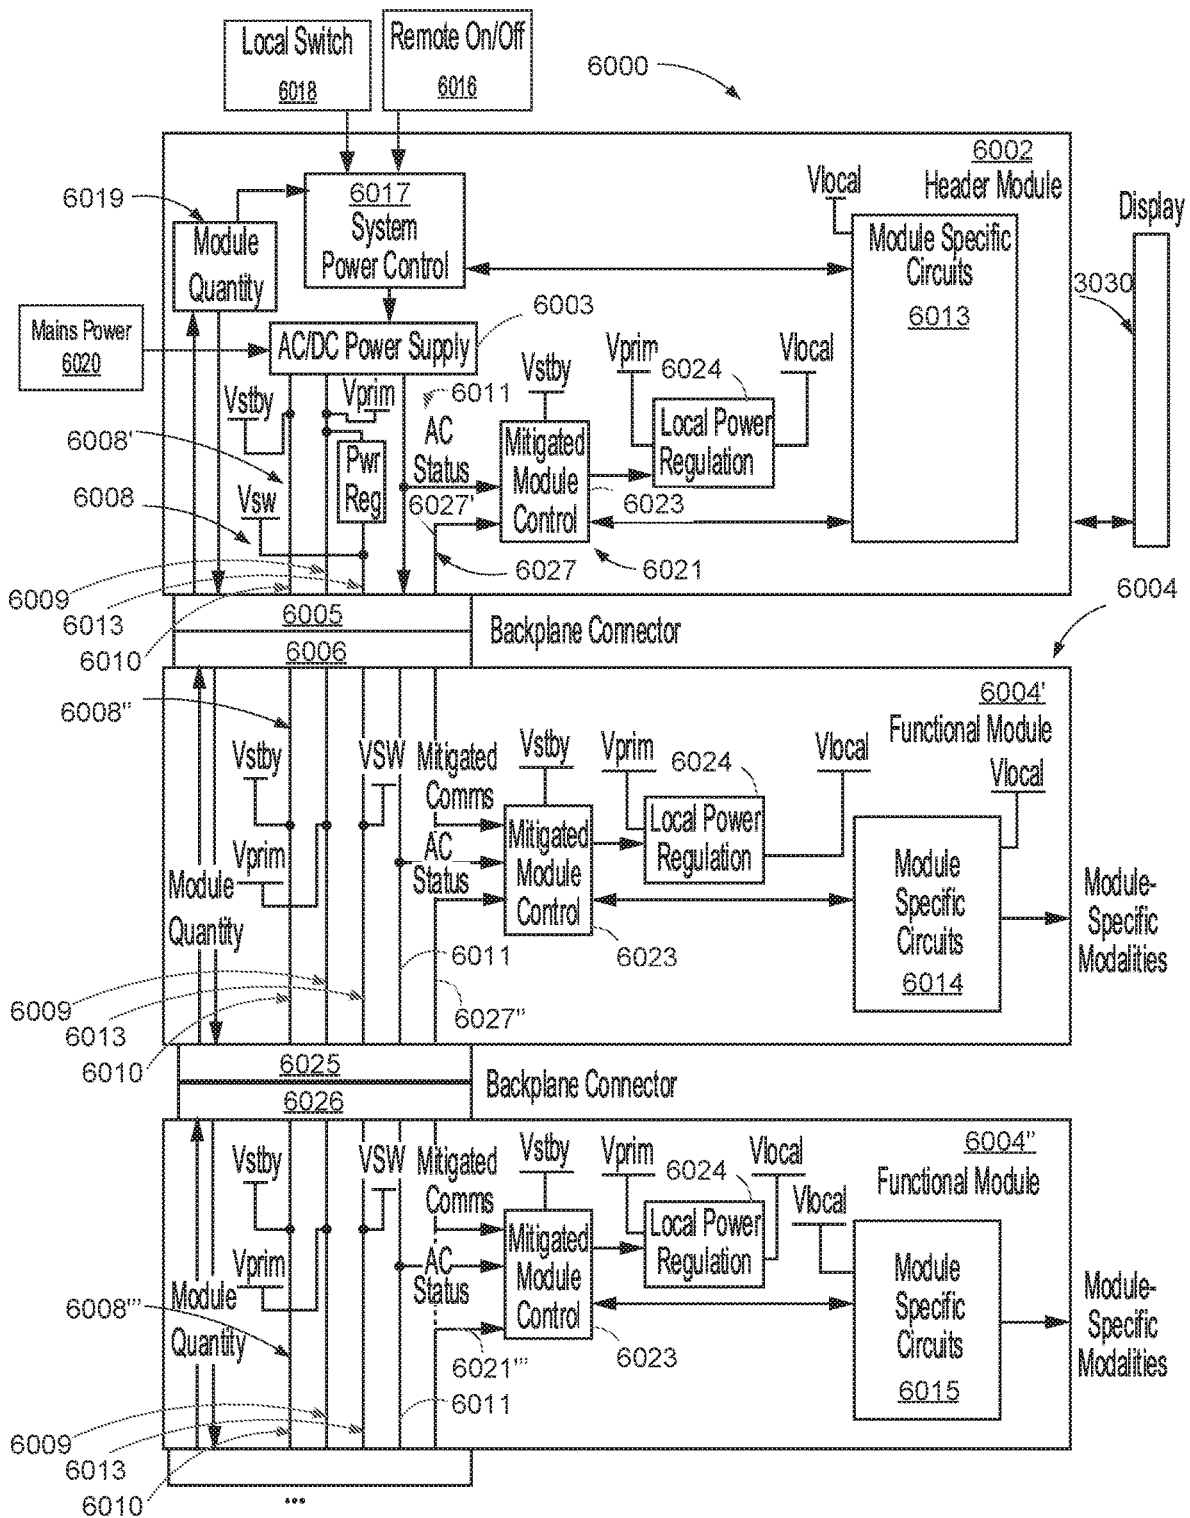 Local Switch
6018
Remote On/Off
6016
6000
6002
Header Module
6019
6017
System
Power Control
Module
Quantity
Vlocal
Module Specific
Circuits
6013
Display
3030
Mains Power
6020
6003
AC/DC Power Supply
Vstby
Vprim
6011
AC
Status
Vstby
Vprim
6024
Vlocal
6008'
Pwr
Reg
Mitigated
Module
Control
Local Power
Regulation
6008
Vsw
6027'
6023
6009
6013
6010
6027
6021
6004
6005
Backplane Connector
6006
6008''
Vstby
VSW
Mitigated
Comms
Vstby
Vprim
6024
Vlocal
6004'
Functional Module
Vlocal
Vprim
AC
Status
Mitigated
Module
Control
Local Power
Regulation
Module
Quantity
Module
Specific
Circuits
6014
Module-
Specific
Modalities
6011
6023
6009
6013
6010
6027''
6025
Backplane Connector
6026
Vstby
VSW
Mitigated
Comms
Vstby
Vprim
6024
Vlocal
6004''
Functional Module
Vlocal
Vprim
AC
Status
Mitigated
Module
Control
Local Power
Regulation
6008'''
Module
Quantity
Module
Specific
Circuits
6015
Module-
Specific
Modalities
6021'''
6023
6011
6009
6013
6010
...